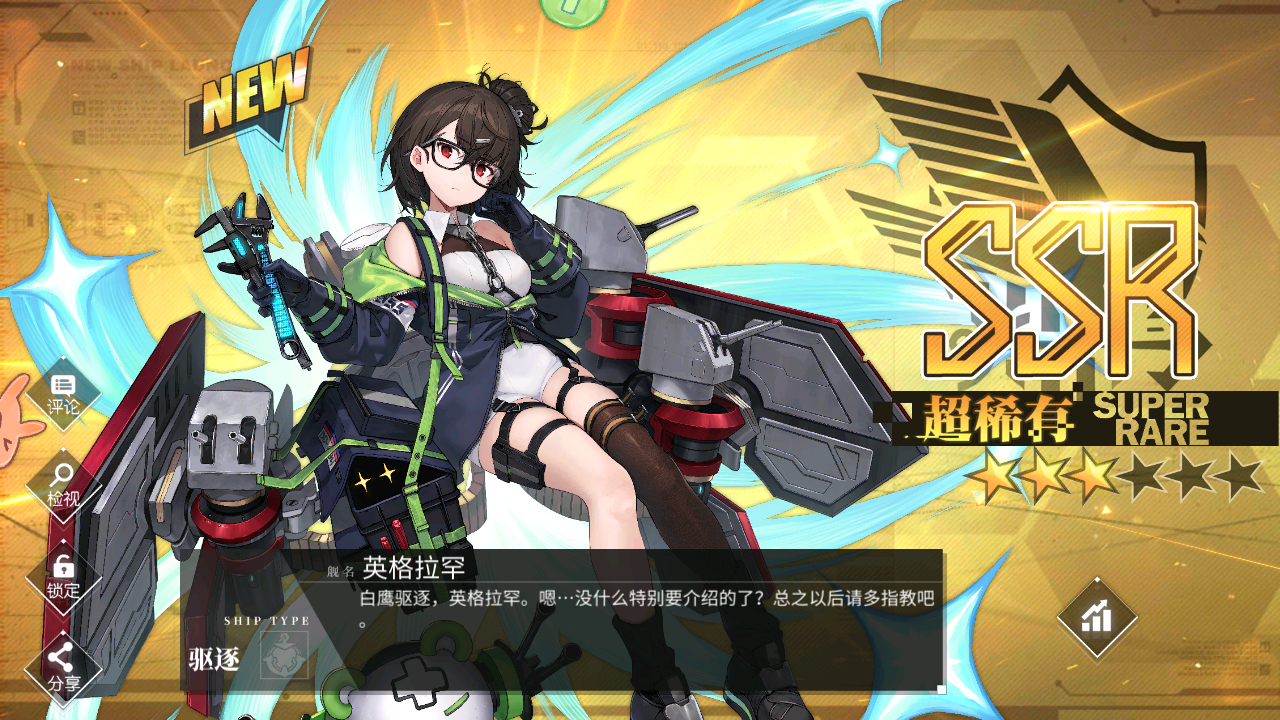 NEW
SSR
超稀有
SUPER
RARE
评论
检视
锁定
分享
舰名 英格拉罕
白鹰驱逐，英格拉罕。嗯…没什么特别要介绍的了？总之以后请多指教吧
。
SHIP TYPE
驱逐